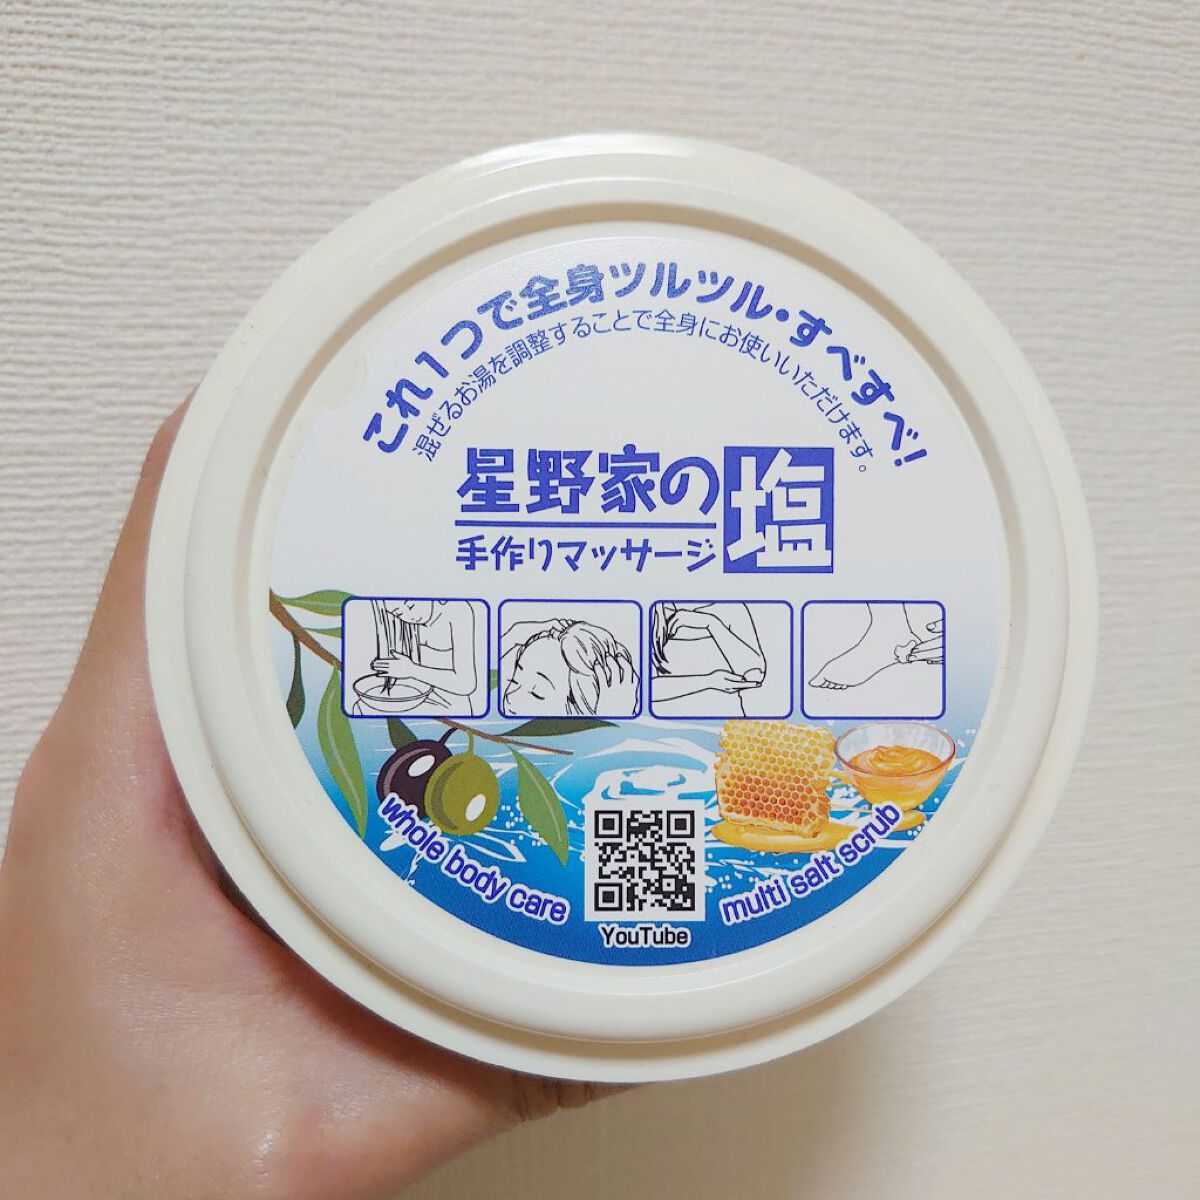 これ1つで全身ツルツル・すべすべ!
混ぜるお湯を調整することで全身にお使いいただけます。
星野家の塩
手作りマッサージ
whole body care
multi salt scrub
YouTube